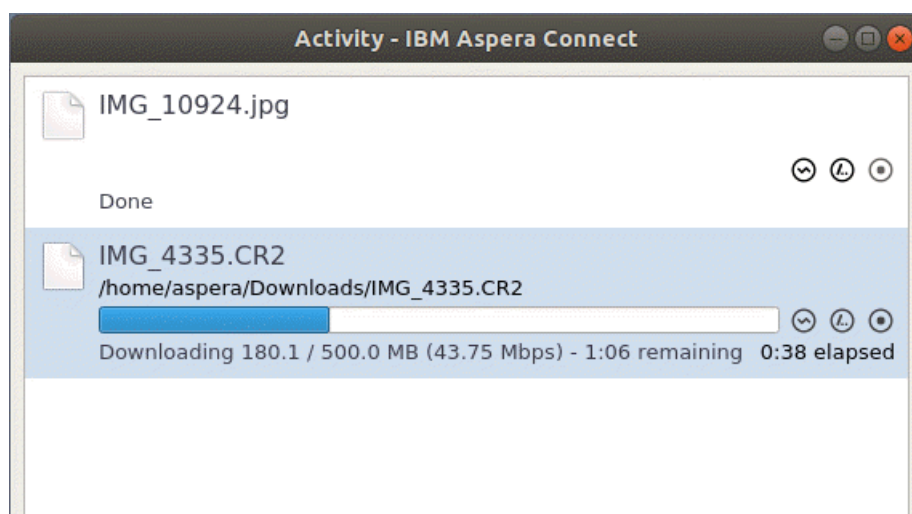 Activity - IBM Aspera Connect
IMG_10924.jpg
Done
IMG_4335.CR2
/home/aspera/Downloads/IMG_4335.CR2
Downloading 180.1 / 500.0 MB (43.75 Mbps) - 1:06 remaining 0:38 elapsed